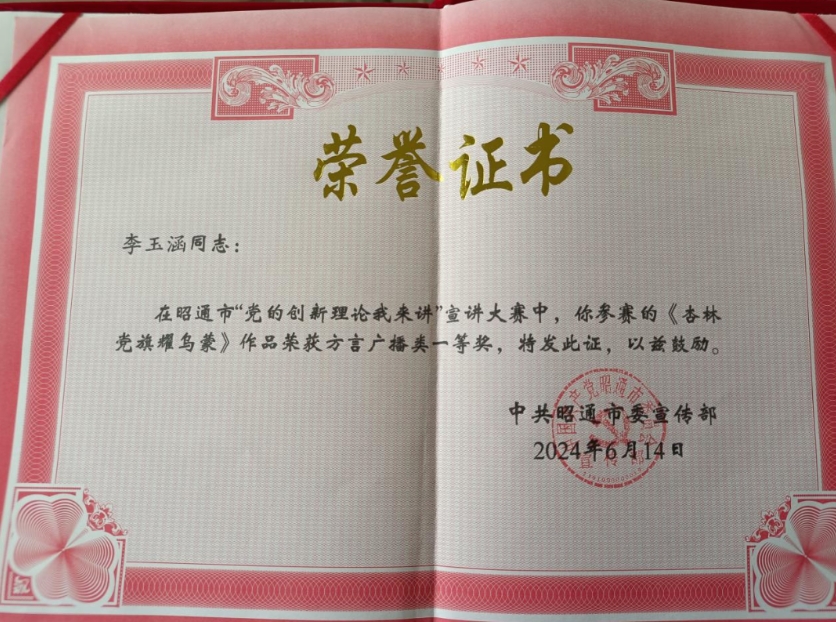 荣誉证书
李玉涵同志：
在昭通市“党的创新理论我来讲”宣讲大赛中，你参赛的《杏林
党旗耀乌蒙》作品荣获方言广播类一等奖，特发此证，以兹鼓励。
中共昭通市委宣传部
2024年6月14日